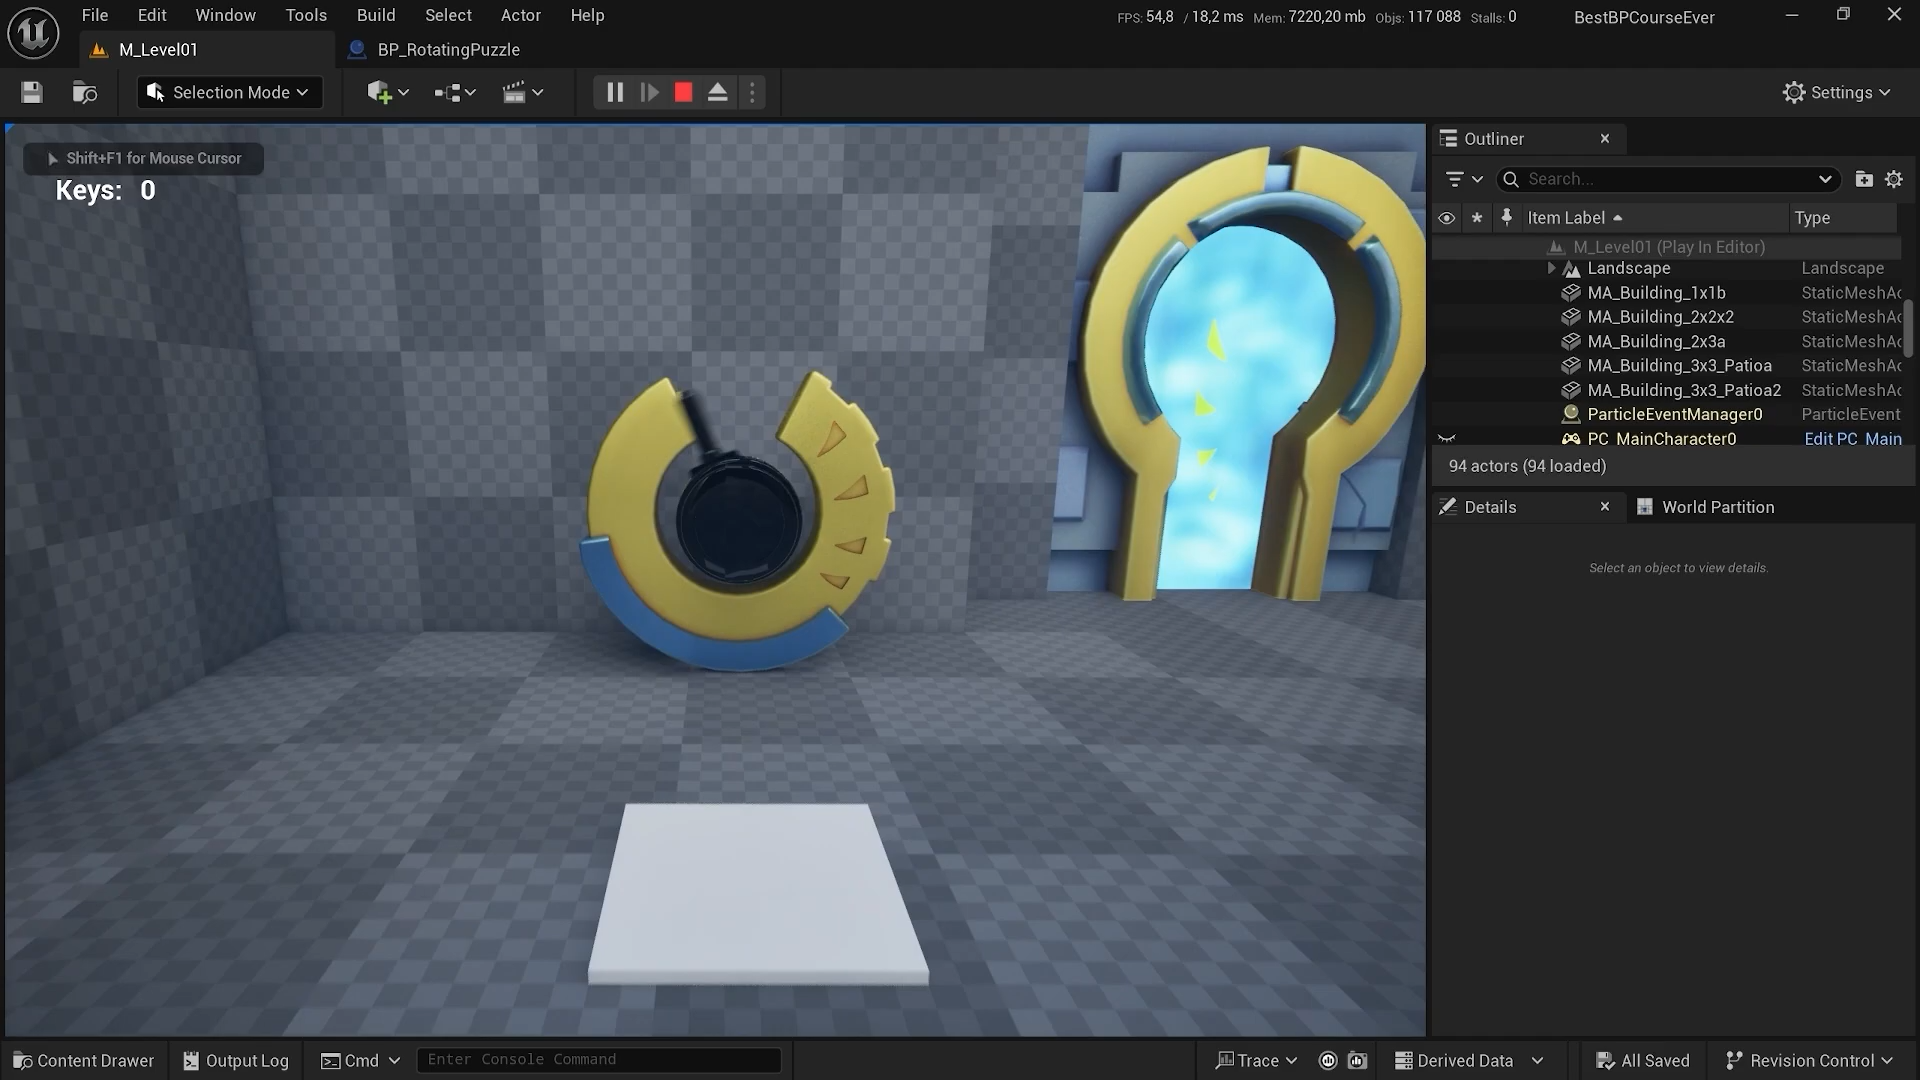 File Edit Window Tools Build Select Actor Help
FPS: 54,8 / 18,2 ms Mem: 7220,20 mb Objs: 117 088 Stalls: 0
BestBPCourseEver
M_Level01
BP_RotatingPuzzle
Selection Mode
Settings
Shift+F1 for Mouse Cursor
Keys: 0
Outliner
Search...
Item Label Type
M_Level01 (Play In Editor)
Landscape Landscape
MA_Building_1x1b StaticMeshAc
MA_Building_2x2x2 StaticMeshAc
MA_Building_2x3a StaticMeshAc
MA_Building_3x3_Patioa StaticMeshAc
MA_Building_3x3_Patioa2 StaticMeshAc
ParticleEventManager0 ParticleEvent
PC_MainCharacter0 Edit PC_Main
94 actors (94 loaded)
Details
World Partition
Select an object to view details.
Content Drawer
Output Log
Cmd
Enter Console Command
Trace
Derived Data
All Saved
Revision Control